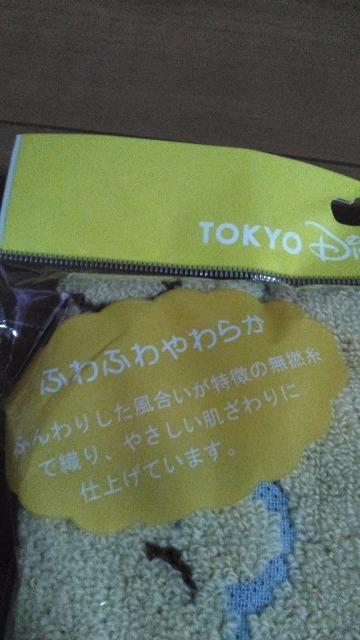 TOKYO Di
ふわふわやわらか
ふんわりした風合いが特徴の無撚糸
で織り、やさしい肌ざわりに
仕上げています。